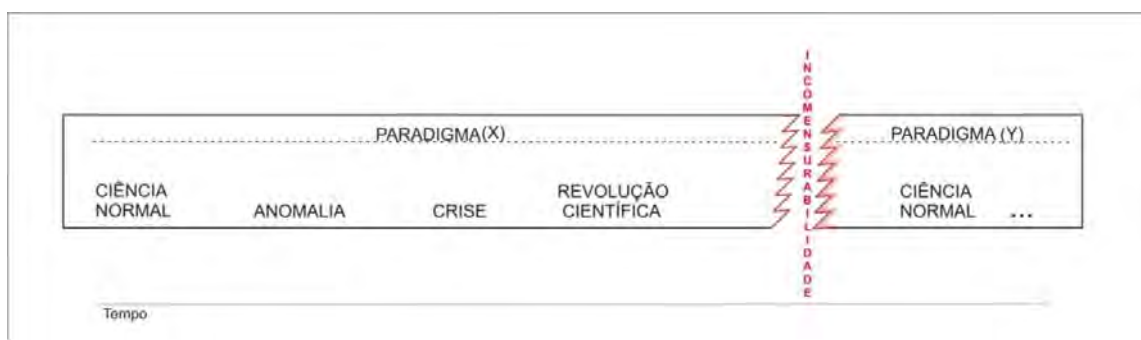 PARADIGMA(X)
CIÊNCIA
NORMAL
ANOMALIA
CRISE
REVOLUÇÃO
CIENTÍFICA
INCOMENSURABILIDADE
PARADIGMA (Y)
CIÊNCIA
NORMAL ...
Tempo